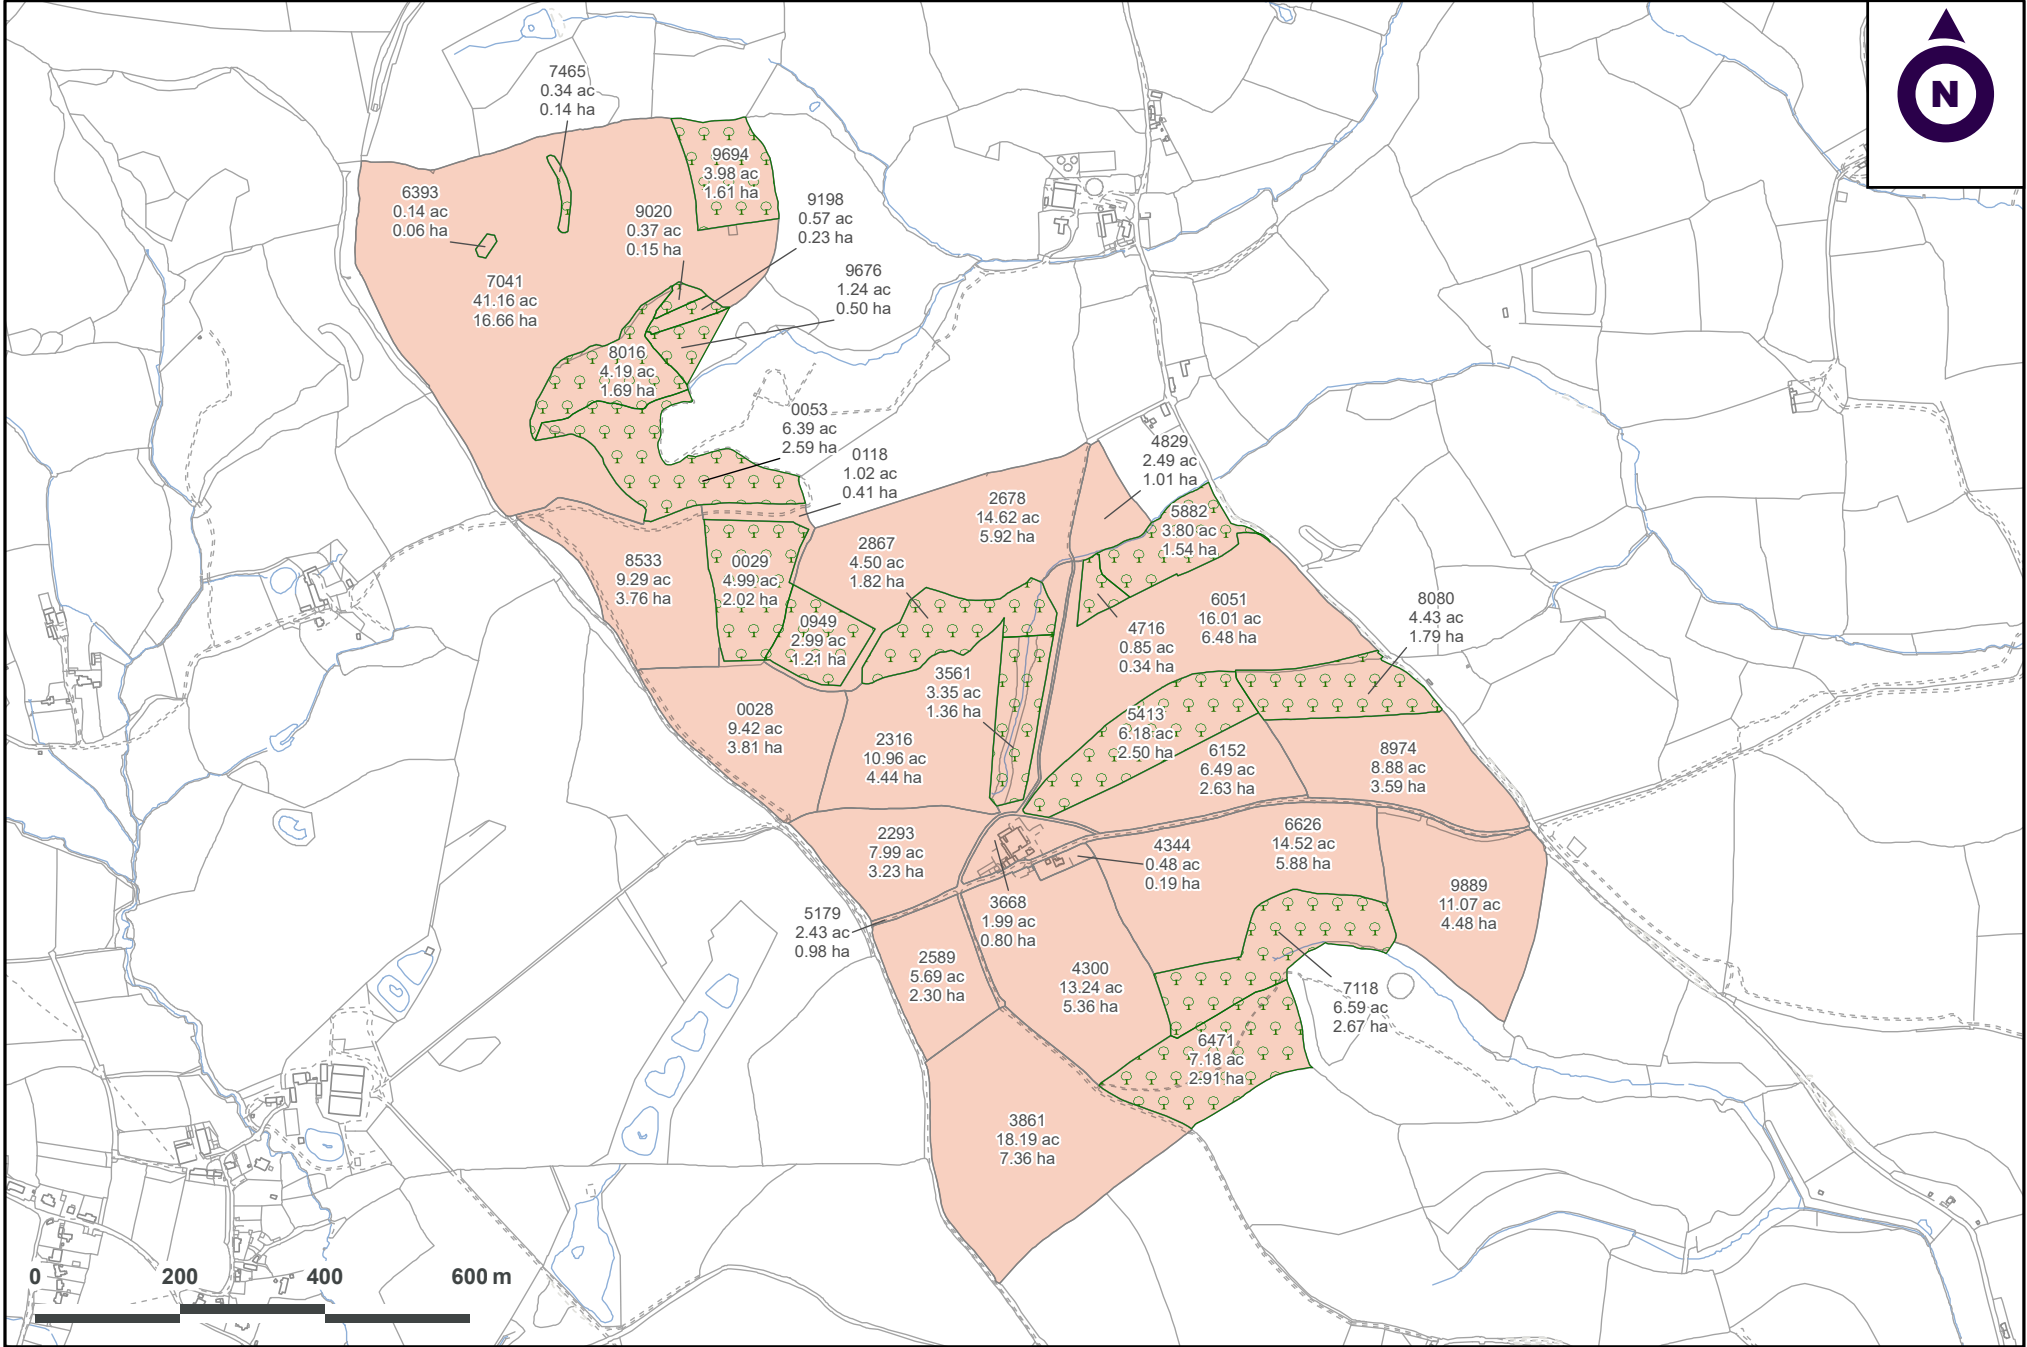 N
7465
0.34 ac
0.14 ha
9694
3.98 ac
1.61 ha
6393
0.14 ac
0.06 ha
9020
0.37 ac
0.15 ha
9198
0.57 ac
0.23 ha
9676
1.24 ac
0.50 ha
7041
41.16 ac
16.66 ha
8016
4.19 ac
1.69 ha
0053
6.39 ac
2.59 ha
0118
1.02 ac
0.41 ha
4829
2.49 ac
1.01 ha
2678
14.62 ac
5.92 ha
5882
3.80 ac
1.54 ha
2867
4.50 ac
1.82 ha
8533
9.29 ac
3.76 ha
0029
4.99 ac
2.02 ha
0949
2.99 ac
1.21 ha
6051
16.01 ac
6.48 ha
8080
4.43 ac
1.79 ha
4716
0.85 ac
0.34 ha
3561
3.35 ac
1.36 ha
0028
9.42 ac
3.81 ha
2316
10.96 ac
4.44 ha
5413
6.18 ac
2.50 ha
6152
6.49 ac
2.63 ha
8974
8.88 ac
3.59 ha
2293
7.99 ac
3.23 ha
4344
0.48 ac
0.19 ha
6626
14.52 ac
5.88 ha
9889
11.07 ac
4.48 ha
5179
2.43 ac
0.98 ha
3668
1.99 ac
0.80 ha
2589
5.69 ac
2.30 ha
4300
13.24 ac
5.36 ha
7118
6.59 ac
2.67 ha
6471
7.18 ac
2.91 ha
3861
18.19 ac
7.36 ha
0 200 400 600 m